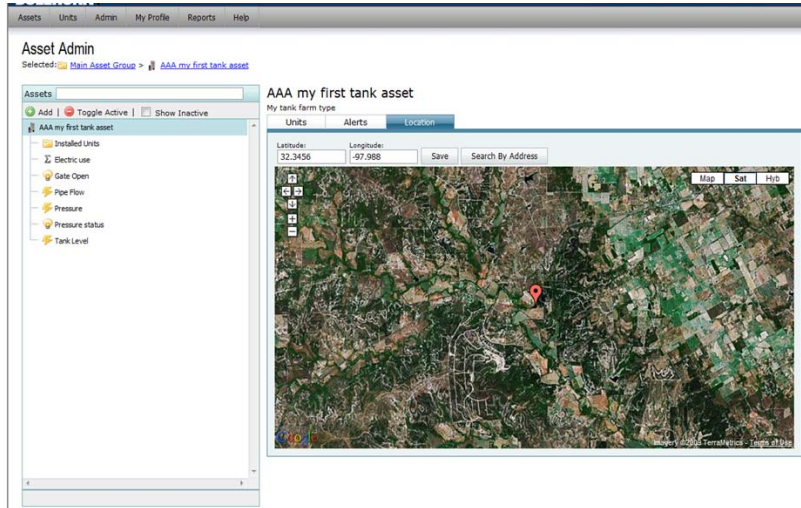 Assets Units Admin My Profile Reports Help
Asset Admin
Selected: Main Asset Group > AAA my first tank asset
Assets
Add | Toggle Active | Show Inactive
AAA my first tank asset
Installed Units
Σ Electric use
Gate Open
Pipe Flow
Pressure
Pressure status
Tank Level
AAA my first tank asset
My tank farm type
Units Alerts Location
Latitude: Longitude:
32.3456 -97.988 Save Search By Address
Map Sat Hyb
Google
Imagery ©2008 TerraMetrics - Terms of Use